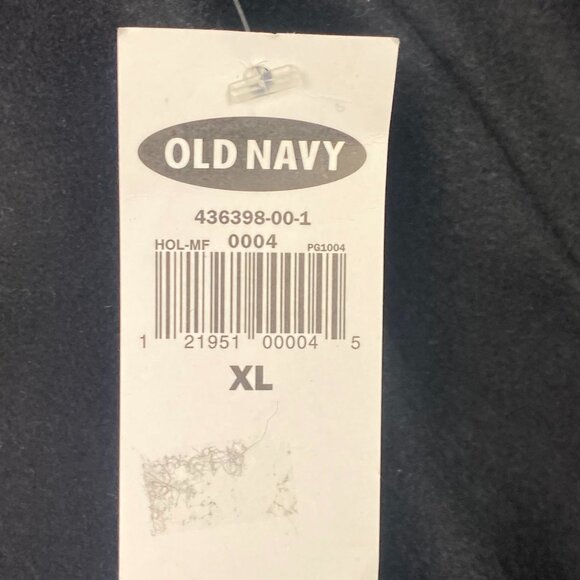 OLD NAVY
436398-00-1
HOL-MF 0004 PG1004
1 21951 00004 5
XL